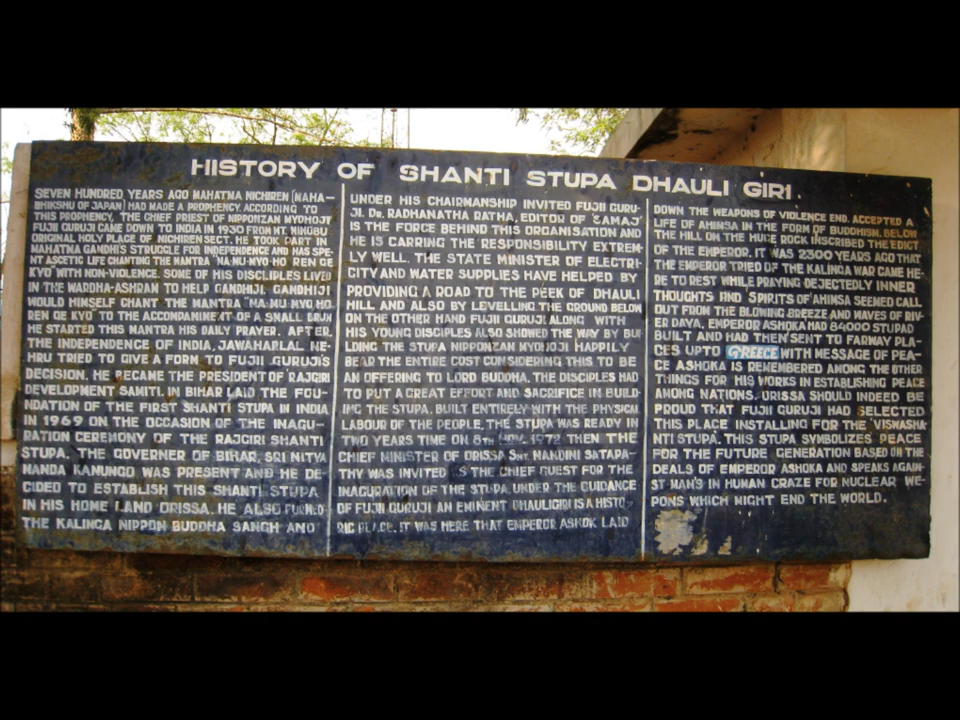 HISTORY OF SHANTI STUPA DHAULI GIRI
SEVEN HUNDRED YEARS AGO MAHATMA NICHIREN (MAHA-
BHIKSHU OF JAPAN) HAD MADE A PROPHENCY. ACCORDING TO
THIS PROPHENCY, THE CHIEF PRIEST OF NIPPONZAN MYOHOJI
FUJII GURUJI CAME DOWN TO INDIA IN 1930 FROM MT. MINOBU
ORIGINAL HOLY PLACE OF NICHIREN SECT. HE TOOK PART IN
MAHATNA GANDHI'S STRUGGLE FOR INDEPENDENCE AND HAS SPE-
NT ASCETIC LIFE CHANTING THE MANTRA "NA-MU-MYO-HO REN GE
KYO" WITH NON-VIOLENCE. SOME OF HIS DISCIPLES LIVED
IN THE WARDHA-ASHRAM TO HELP GANDHIJI. GANDHIJI
WOULD HIMSELF CHANT THE MANTRA "NA MU MYO HO
REN GE KYO" TO THE ACCOMPANIMENT OF A SMALL DRUM
HE STARTED THIS MANTRA HIS DAILY PRAYER. AFTER,
THE INDEPENDENCE OF INDIA, JAWAHARLAL NE-
HRU TRIED TO GIVE A FORM TO FUJII GURUJI'S
DECISION. HE BECAME THE PRESIDENT OF RAJGIRI
DEVELOPMENT SAMITI. IN BIHAR LAID THE FOU-
NDATION OF THE FIRST SHANTI STUPA IN INDIA
IN 1969 ON THE OCCASION OF THE INAGU-
RATION CEREMONY OF THE RAJGIRI SHANTI
STUPA. THE GOVERNER OF BIHAR, SRI NITYA
NANDA KANUNGO WAS PRESENT AND HE DE-
CIDED TO ESTABLISH THIS SHANTI STUPA
IN HIS HOME LAND ORISSA. HE ALSO FORMED
THE KALINGA NIPPON BUDDHA SANGH AND
UNDER HIS CHAIRMANSHIP INVITED FUJII GURU-
JI. DR. RADHANATHA RATHA, EDITOR OF 'SAMAJ'
IS THE FORCE BEHIND THIS ORGANISATION AND
HE IS CARRING THE RESPONSIBILITY EXTREM-
LY WELL. THE STATE MINISTER OF ELECTRI-
CITY AND WATER SUPPLIES HAVE HELPED BY
PROVIDING A ROAD TO THE PEEK OF DHAULI
HILL AND ALSO BY LEVELLING THE GROUND BELOW
ON THE OTHER HAND FUJII GURUJI ALONG WITH
HIS YOUNG DISCIPLES ALSO SHOWED THE WAY BY BU-
LDING THE STUPA NIPPONZAN MYOHOJI HAPPILY
BEAR THE ENTIRE COST CONSIDERING THIS TO BE
AN OFFERING TO LORD BUDDHA. THE DISCIPLES HAD
TO PUT A GREAT EFFORT AND SACRIFICE IN BUILD-
ING THE STUPA. BUILT ENTIRELY WITH THE PHYSICAL
LABOUR OF THE PEOPLE, THE STUPA WAS READY IN
TWO YEARS TIME ON 8TH NOV. 1972 THEN THE
CHIEF MINISTER OF ORISSA SMT. NANDINI SATAPA-
THY WAS INVITED AS THE CHIEF GUEST FOR THE
INAGURATION OF THE STUPA UNDER THE GUIDANCE
OF FUJII GURUJI AN EMINENT DHAULIGIRI IS A HISTO-
RIC PLACE. IT WAS HERE THAT EMPEROR ASHOK LAID
DOWN THE WEAPONS OF VIOLENCE END. ACCEPTED A
LIFE OF AHIMSA IN THE FORM OF BUDDHISM. BELOW
THE HILL ON THE HUGE ROCK INSCRIBED THE EDICT
OF THE EMPEROR. IT WAS 2300 YEARS AGO THAT
THE EMPEROR TRIED OF THE KALINGA WAR CAME HE-
RE TO REST WHILE PRAYING DEJECTEDLY INNER
THOUGHTS AND SPIRITS OF AHIMSA SEEMED CALL
OUT FROM THE BLOWING BREEZE AND WAVES OF RIV-
ER DAYA. EMPEROR ASHOKA HAD 84000 STUPAD
BUILT AND HAD THEN SENT TO FARWAY PLA-
CES UPTO GREECE WITH MESSAGE OF PEA-
CE ASHOKA IS REMEMBERED AMONG THE OTHER
THINGS FOR HIS WORKS IN ESTABLISHING PEACE
AMONG NATIONS. ORISSA SHOULD INDEED BE
PROUD THAT FUJII GURUJI HAD SELECTED
THIS PLACE INSTALLING FOR THE 'VISWASHA
NTI STUPA'. THIS STUPA SYMBOLIZES PEACE
FOR THE FUTURE GENERATION BASED ON THE
DEALS OF EMPEROR ASHOKA AND SPEAKS AGAIN-
ST MAN'S IN HUMAN CRAZE FOR NUCLEAR WE-
PONS WHICH MIGHT END THE WORLD.